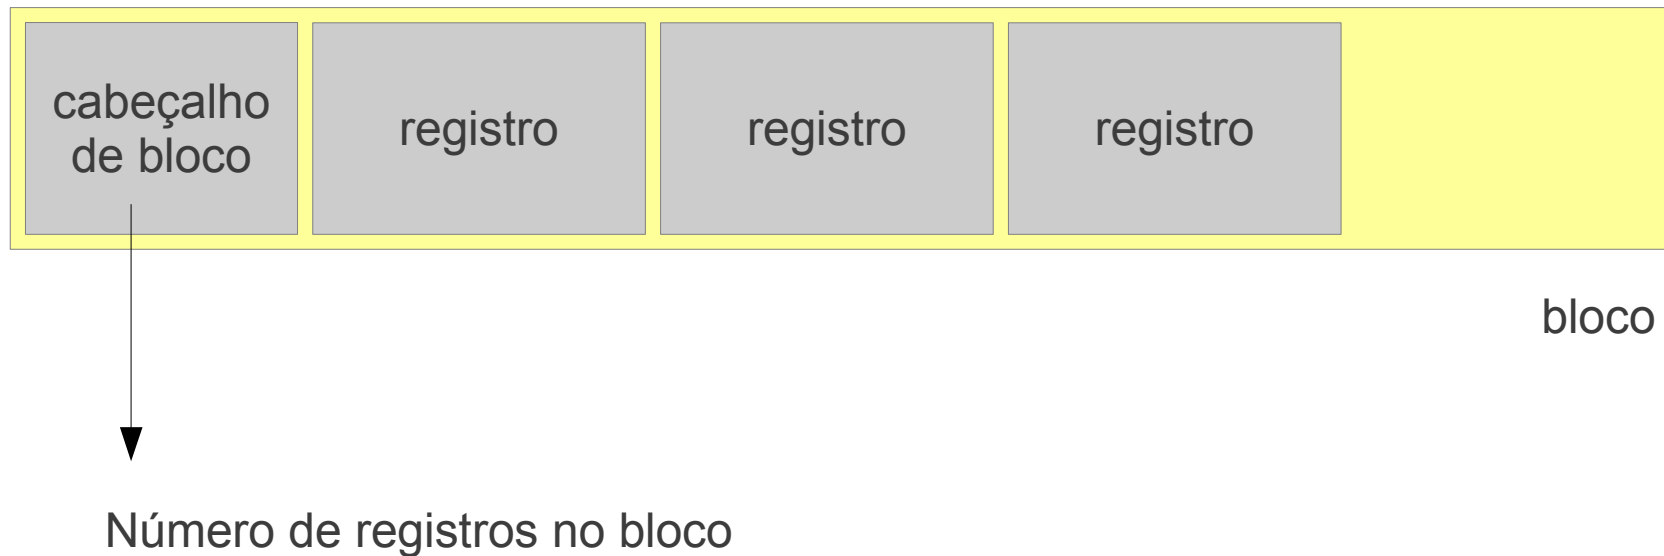 cabeçalho
de bloco
registro
registro
registro
bloco
Número de registros no bloco